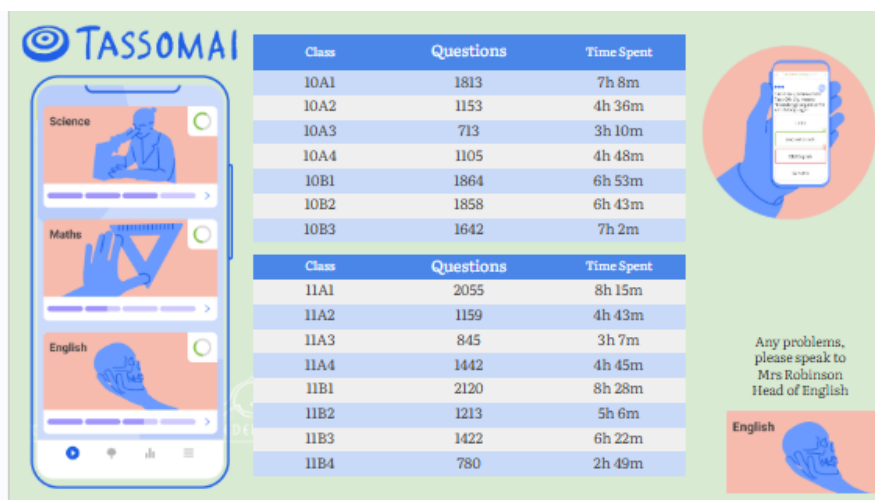 TASSOMAI
Science
Maths
English
Class Questions Time Spent
10A1 1813 7h 8m
10A2 1153 4h 36m
10A3 713 3h 10m
10A4 1105 4h 48m
10B1 1864 6h 53m
10B2 1858 6h 43m
10B3 1642 7h 2m
Class Questions Time Spent
11A1 2055 8h 15m
11A2 1159 4h 43m
11A3 845 3h 7m
11A4 1442 4h 45m
11B1 2120 8h 28m
11B2 1213 5h 6m
11B3 1422 6h 22m
11B4 780 2h 49m
Any problems,
please speak to
Mrs Robinson
Head of English
English